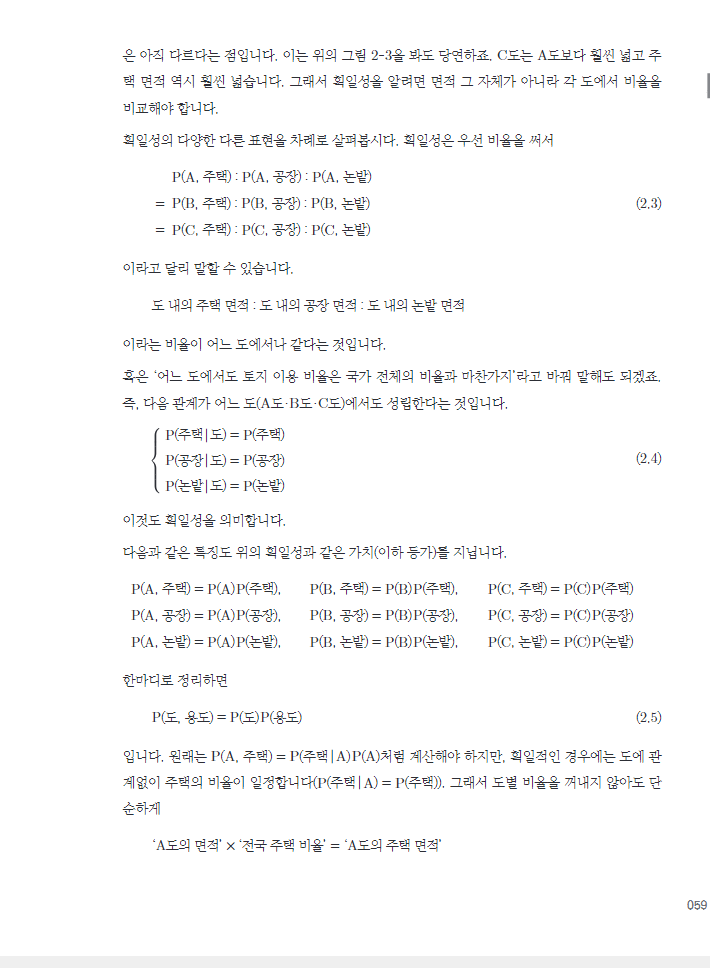 은 아직 다르다는 점입니다. 이는 위의 그림 2-3을 봐도 당연하죠. C도는 A도보다 훨씬 넓고 주
택 면적 역시 훨씬 넓습니다. 그래서 획일성을 알려면 면적 그 자체가 아니라 각 도에서 비율을
비교해야 합니다.
획일성의 다양한 다른 표현을 차례로 살펴봅시다. 획일성은 우선 비율을 써서
P(A, 주택) : P(A, 공장) : P(A, 논밭)
= P(B, 주택) : P(B, 공장) : P(B, 논밭) (2.3)
= P(C, 주택) : P(C, 공장) : P(C, 논밭)
이라고 달리 말할 수 있습니다.
도 내의 주택 면적 : 도 내의 공장 면적 : 도 내의 논밭 면적
이라는 비율이 어느 도에서나 같다는 것입니다.
혹은 ‘어느 도에서도 토지 이용 비율은 국가 전체의 비율과 마찬가지’라고 바꿔 말해도 되겠죠.
즉, 다음 관계가 어느 도(A도·B도·C도)에서도 성립한다는 것입니다.
P(주택|도) = P(주택)
P(공장|도) = P(공장) (2.4)
P(논밭|도) = P(논밭)
이것도 획일성을 의미합니다.
다음과 같은 특징도 위의 획일성과 같은 가치(이하 등가)를 지닙니다.
P(A, 주택) = P(A)P(주택), P(B, 주택) = P(B)P(주택), P(C, 주택) = P(C)P(주택)
P(A, 공장) = P(A)P(공장), P(B, 공장) = P(B)P(공장), P(C, 공장) = P(C)P(공장)
P(A, 논밭) = P(A)P(논밭), P(B, 논밭) = P(B)P(논밭), P(C, 논밭) = P(C)P(논밭)
한마디로 정리하면
P(도, 용도) = P(도)P(용도) (2.5)
입니다. 원래는 P(A, 주택) = P(주택|A)P(A)처럼 계산해야 하지만, 획일적인 경우에는 도에 관
계없이 주택의 비율이 일정합니다(P(주택|A) = P(주택)). 그래서 도별 비율을 꺼내지 않아도 단
순하게
‘A도의 면적’ × ‘전국 주택 비율’ = ‘A도의 주택 면적’
059